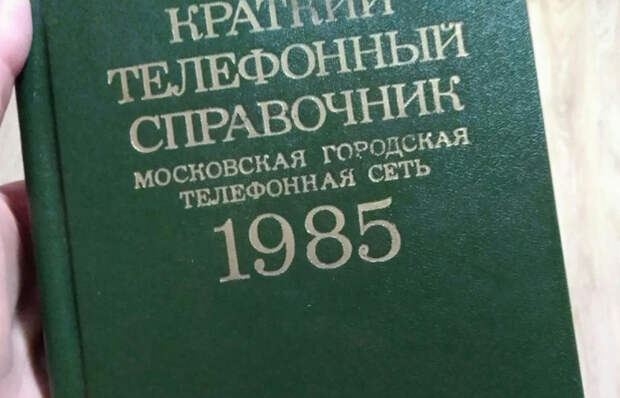 КРАТКИЙ
ТЕЛЕФОННЫЙ
СПРАВОЧНИК
МОСКОВСКАЯ ГОРОДСКАЯ
ТЕЛЕФОННАЯ СЕТЬ
1985